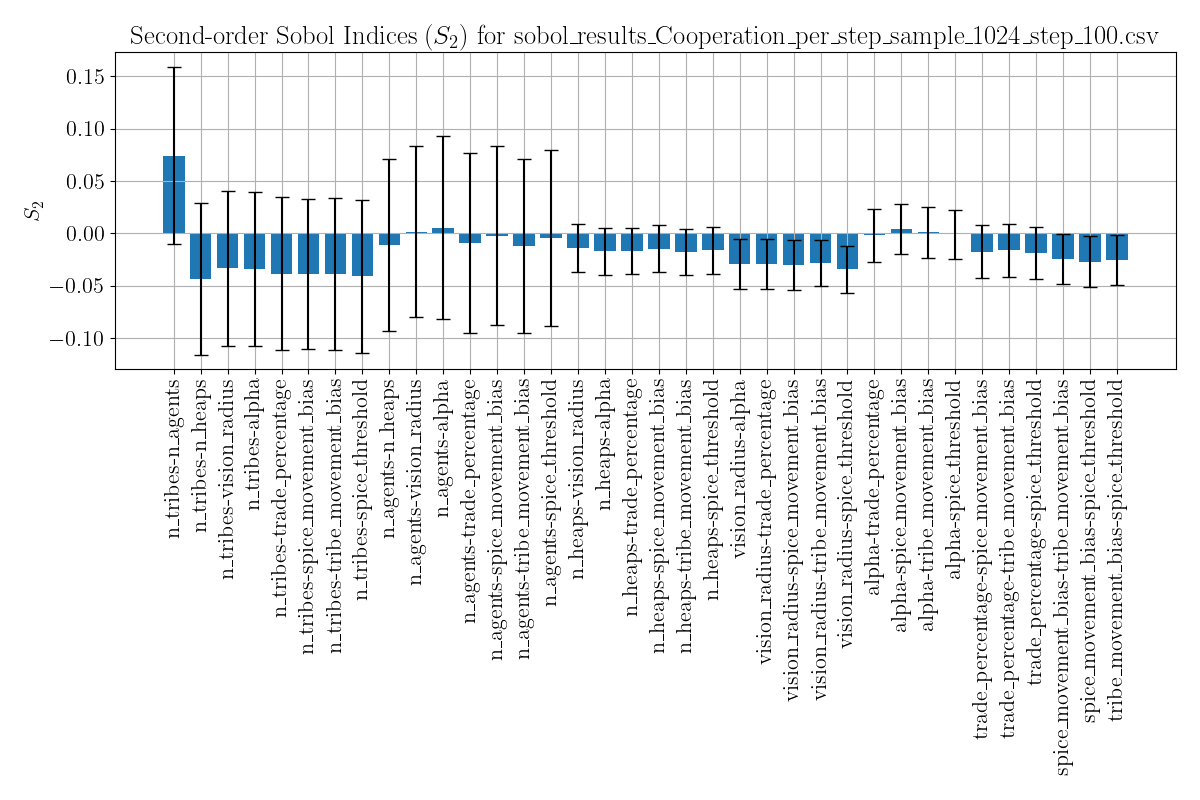 Second-order Sobol Indices (S₂) for sobol_results_Cooperation_per_step_sample_1024_step_100.csv
S₂
0.15
0.10
0.05
0.00
−0.05
−0.10
n_tribes-n_agents
n_tribes-n_heaps
n_tribes-vision_radius
n_tribes-alpha
n_tribes-trade_percentage
n_tribes-spice_movement_bias
n_tribes-tribe_movement_bias
n_tribes-spice_threshold
n_agents-n_heaps
n_agents-vision_radius
n_agents-alpha
n_agents-trade_percentage
n_agents-spice_movement_bias
n_agents-tribe_movement_bias
n_agents-spice_threshold
n_heaps-vision_radius
n_heaps-alpha
n_heaps-trade_percentage
n_heaps-spice_movement_bias
n_heaps-tribe_movement_bias
n_heaps-spice_threshold
vision_radius-alpha
vision_radius-trade_percentage
vision_radius-spice_movement_bias
vision_radius-tribe_movement_bias
vision_radius-spice_threshold
alpha-trade_percentage
alpha-spice_movement_bias
alpha-tribe_movement_bias
alpha-spice_threshold
trade_percentage-spice_movement_bias
trade_percentage-tribe_movement_bias
trade_percentage-spice_threshold
spice_movement_bias-tribe_movement_bias
spice_movement_bias-spice_threshold
tribe_movement_bias-spice_threshold